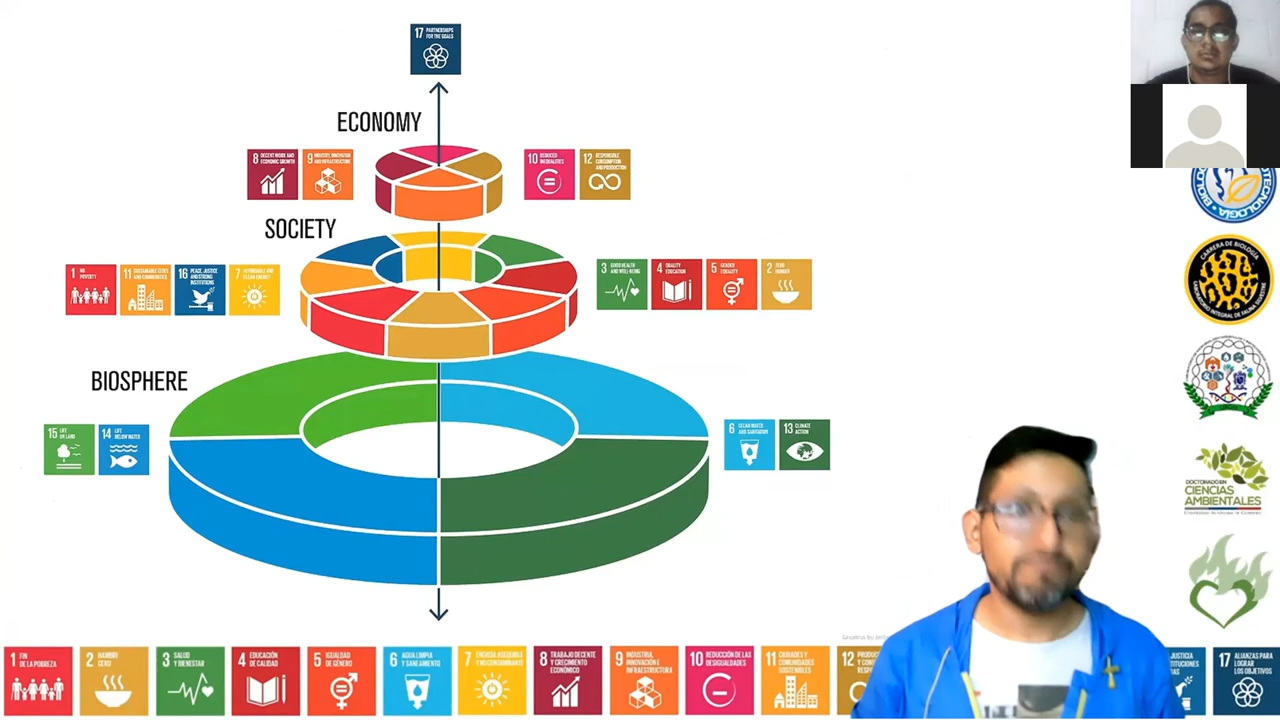 17 PARTNERSHIPS
FOR THE GOALS
ECONOMY
8 DECENT WORK AND
ECONOMIC GROWTH
9 INDUSTRY, INNOVATION
AND INFRASTRUCTURE
10 REDUCED
INEQUALITIES
12 RESPONSIBLE
CONSUMPTION
AND PRODUCTION
SOCIETY
1 NO
POVERTY
11 SUSTAINABLE CITIES
AND COMMUNITIES
16 PEACE, JUSTICE
AND STRONG
INSTITUTIONS
7 AFFORDABLE AND
CLEAN ENERGY
3 GOOD HEALTH
AND WELL-BEING
4 QUALITY
EDUCATION
5 GENDER
EQUALITY
2 ZERO
HUNGER
BIOSPHERE
15 LIFE
ON LAND
14 LIFE
BELOW WATER
6 CLEAN WATER
AND SANITATION
13 CLIMATE
ACTION
CARRERA DE BIOLOGÍA
LABORATORIO INTEGRAL DE FAUNA SILVESTRE
DOCTORADO EN
CIENCIAS
AMBIENTALES
1 FIN
DE LA POBREZA
2 HAMBRE
CERO
3 SALUD
Y BIENESTAR
4 EDUCACIÓN
DE CALIDAD
5 IGUALDAD
DE GÉNERO
6 AGUA LIMPIA
Y SANEAMIENTO
7 ENERGÍA ASEQUIBLE
Y NO CONTAMINANTE
8 TRABAJO DECENTE
Y CRECIMIENTO
ECONÓMICO
9 INDUSTRIA,
INNOVACIÓN E
INFRAESTRUCTURA
10 REDUCCIÓN DE LAS
DESIGUALDADES
11 CIUDADES Y
COMUNIDADES
SOSTENIBLES
12
JUSTICIA
17 ALIANZAS PARA
LOGRAR
LOS OBJETIVOS